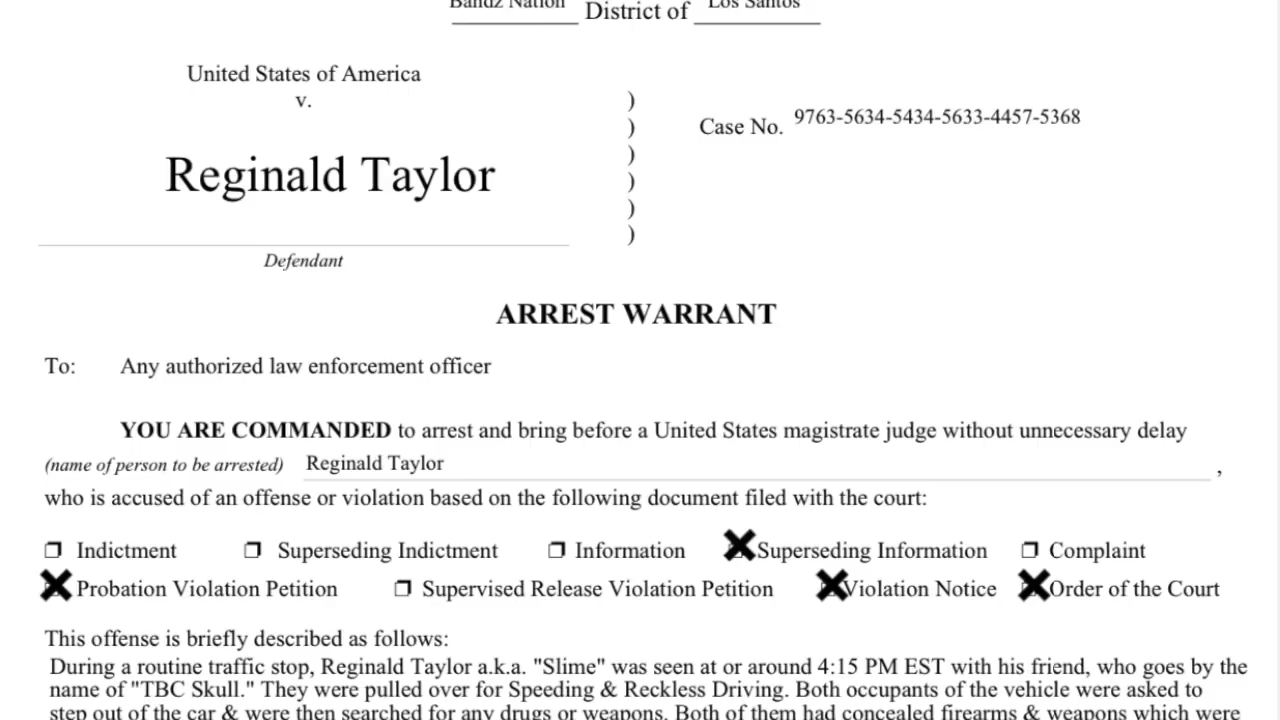 Bandz Nation District of Los Santos
United States of America
v.
)
)
)
)
)
)
Case No. 9763-5634-5434-5633-4457-5368
Reginald Taylor
Defendant
ARREST WARRANT
To: Any authorized law enforcement officer
YOU ARE COMMANDED to arrest and bring before a United States magistrate judge without unnecessary delay
(name of person to be arrested) Reginald Taylor ,
who is accused of an offense or violation based on the following document filed with the court:
❐ Indictment ❐ Superseding Indictment ❐ Information ✖ Superseding Information ❐ Complaint
✖ Probation Violation Petition ❐ Supervised Release Violation Petition ✖ Violation Notice ✖ Order of the Court
This offense is briefly described as follows:
During a routine traffic stop, Reginald Taylor a.k.a. "Slime" was seen at or around 4:15 PM EST with his friend, who goes by the
name of "TBC Skull." They were pulled over for Speeding & Reckless Driving. Both occupants of the vehicle were asked to
step out of the car & were then searched for any drugs or weapons. Both of them had concealed firearms & weapons which were